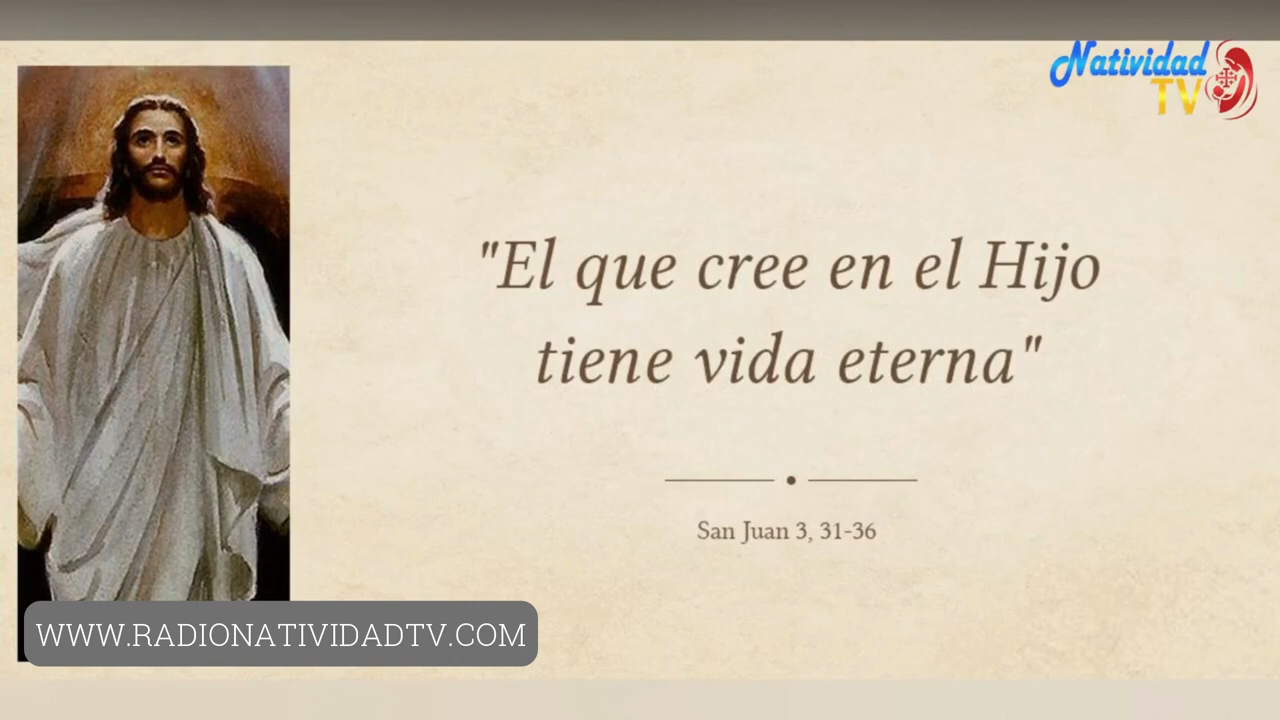 Natividad
TV
"El que cree en el Hijo
tiene vida eterna"
San Juan 3, 31-36
WWW.RADIONATIVIDADTV.COM